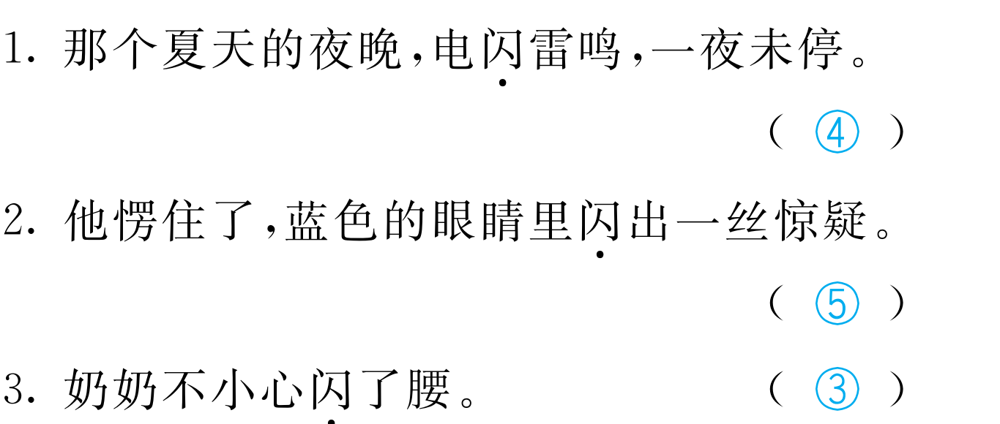 1. 那个夏天的夜晚,电闪雷鸣,一夜未停。
( ④ )
2. 他愣住了,蓝色的眼睛里闪出一丝惊疑。
( ⑤ )
3. 奶奶不小心闪了腰。 ( ③ )